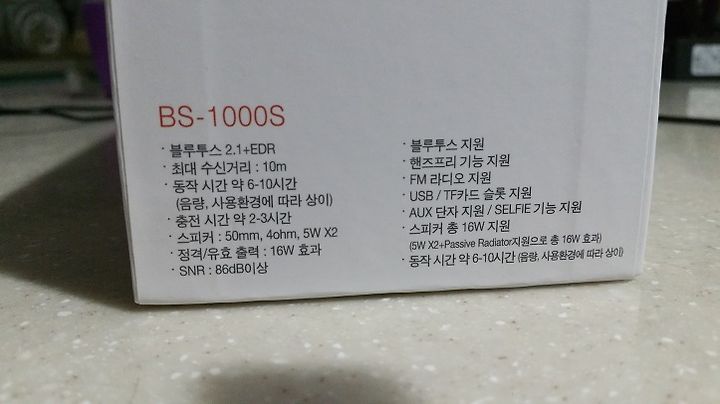 BS-1000S
· 블루투스 2.1+EDR
· 최대 수신거리 : 10m
· 동작 시간 약 6-10시간
(음량, 사용환경에 따라 상이)
· 충전 시간 약 2-3시간
· 스피커 : 50mm, 4ohm, 5W X2
· 정격/유효 출력 : 16W 효과
· SNR : 86dB이상
· 블루투스 지원
· 핸즈프리 기능 지원
· FM 라디오 지원
· USB / TF카드 슬롯 지원
· AUX 단자 지원 / SELFIE 기능 지원
· 스피커 총 16W 지원
(5W X2+Passive Radiator지원으로 총 16W 효과)
· 동작 시간 약 6-10시간 (음량, 사용환경에 따라 상이)